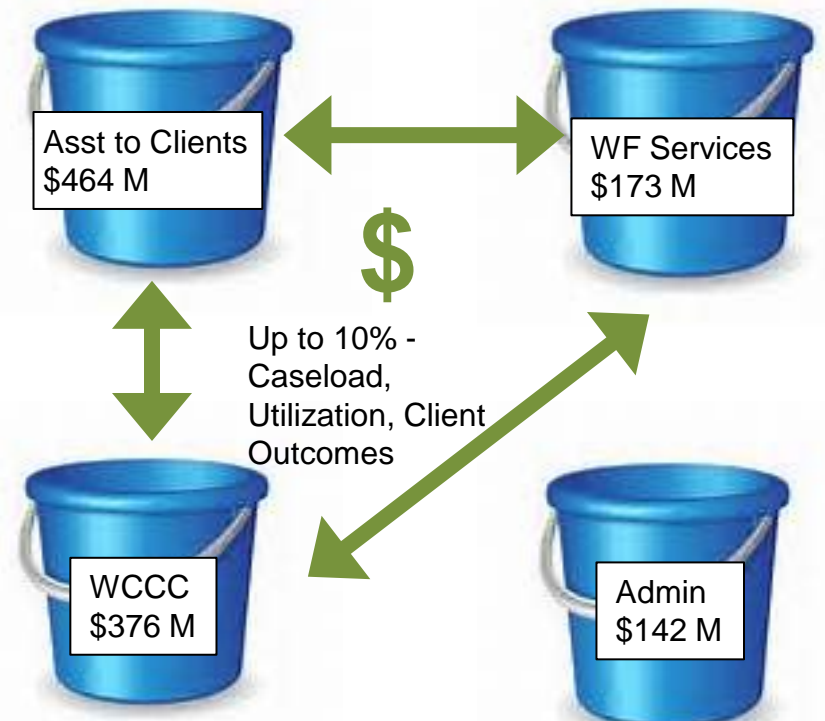 Asst to Clients
$464 M
WF Services
$173 M
$
Up to 10% -
Caseload,
Utilization, Client
Outcomes
WCCC
$376 M
Admin
$142 M